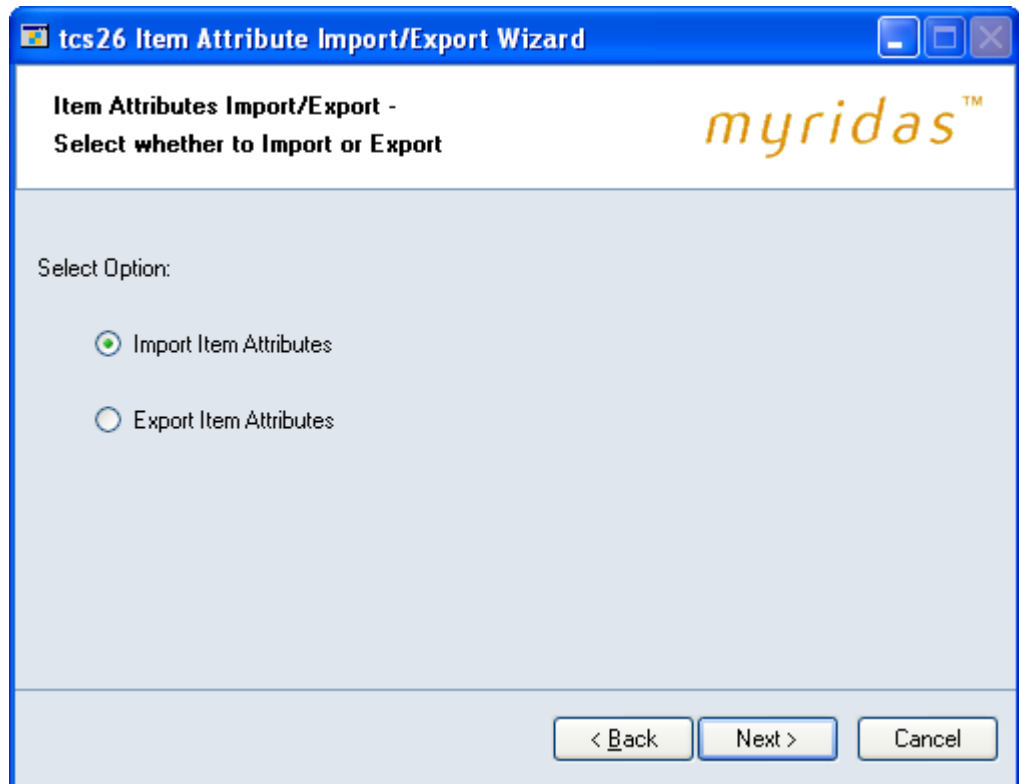 tcs26 Item Attribute Import/Export Wizard
Item Attributes Import/Export -
Select whether to Import or Export
myridas™
Select Option:
Import Item Attributes
Export Item Attributes
< Back
Next >
Cancel